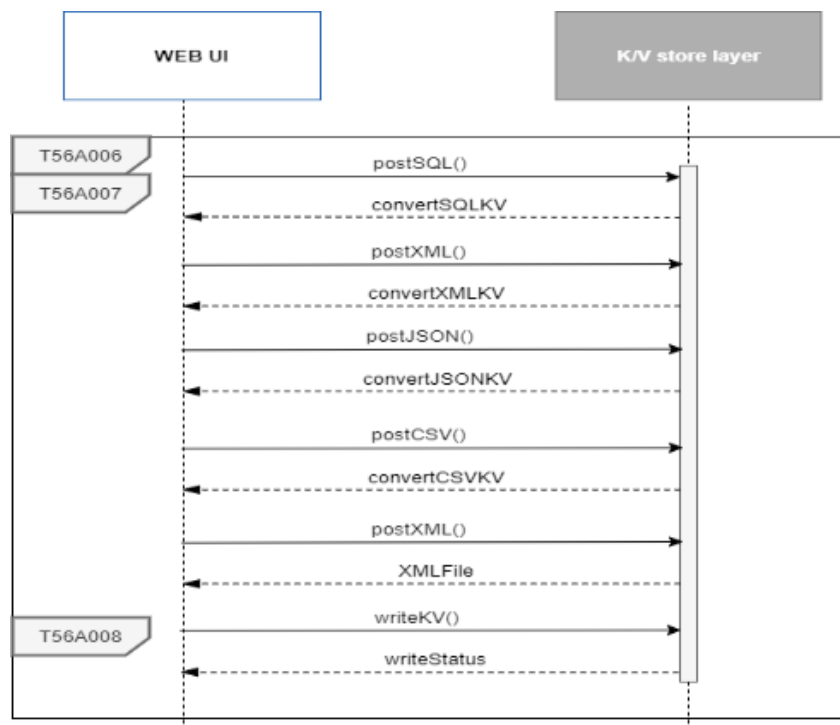 WEB UI
K/V store layer
T56A006
postSQL()
T56A007
convertSQLKV
postXML()
convertXMLKV
postJSON()
convertJSONKV
postCSV()
convertCSVKV
postXML()
XMLFile
writeKV()
T56A008
writeStatus